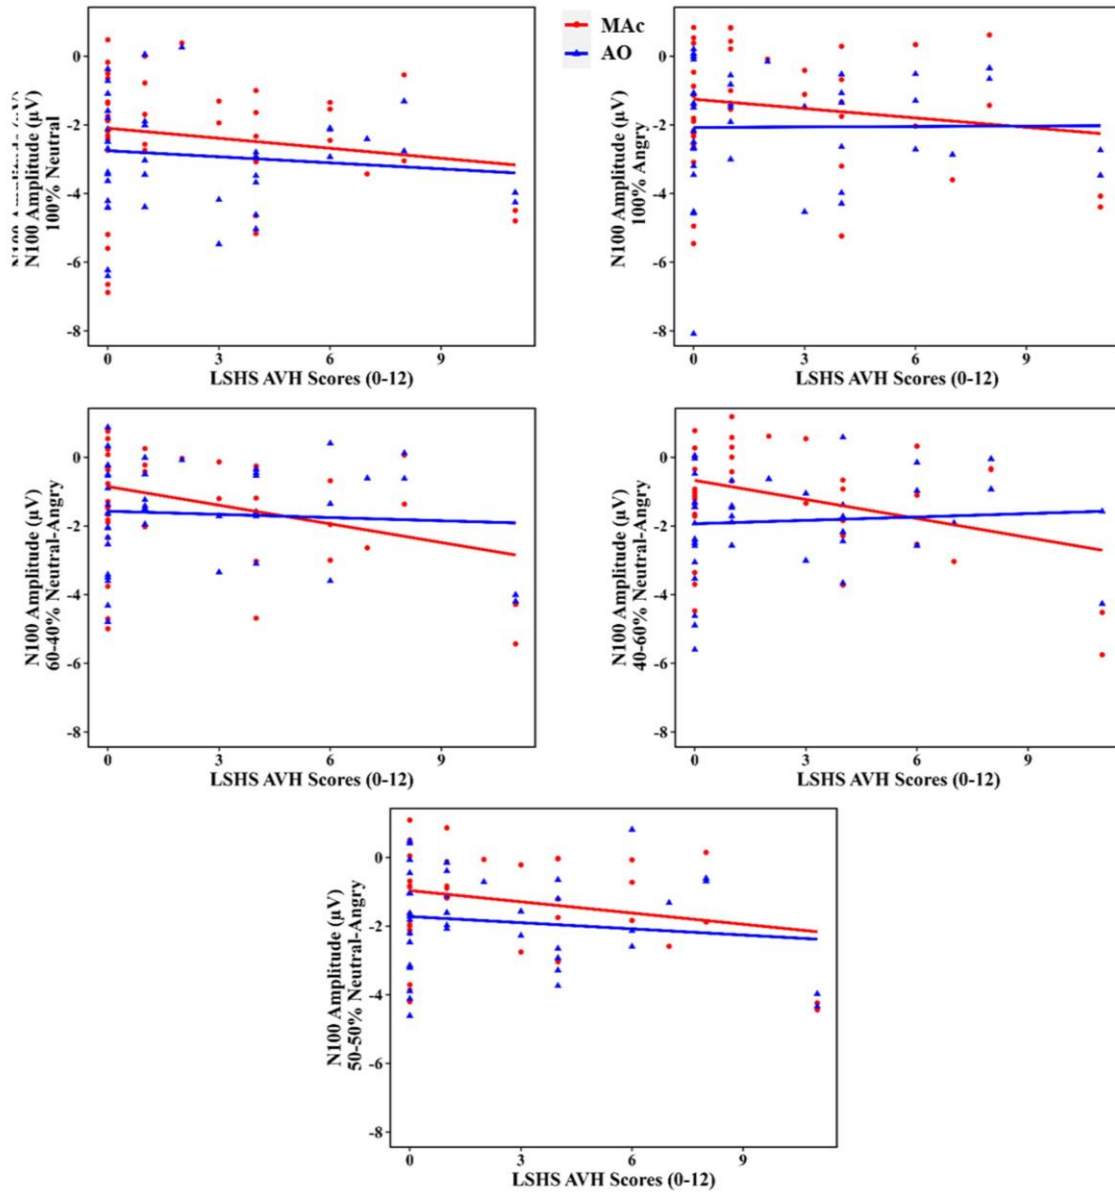 N100 Amplitude (µV)
N100 Amplitude (µV)
100% Neutral
0
-2
-4
-6
-8
0 3 6 9
LSHS AVH Scores (0-12)
MAc
AO
N100 Amplitude (µV)
100% Angry
0
-2
-4
-6
-8
0 3 6 9
LSHS AVH Scores (0-12)
N100 Amplitude (µV)
60-40% Neutral-Angry
0
-2
-4
-6
-8
0 3 6 9
LSHS AVH Scores (0-12)
N100 Amplitude (µV)
40-60% Neutral-Angry
0
-2
-4
-6
-8
0 3 6 9
LSHS AVH Scores (0-12)
N100 Amplitude (µV)
50-50% Neutral-Angry
0
-2
-4
-6
-8
0 3 6 9
LSHS AVH Scores (0-12)